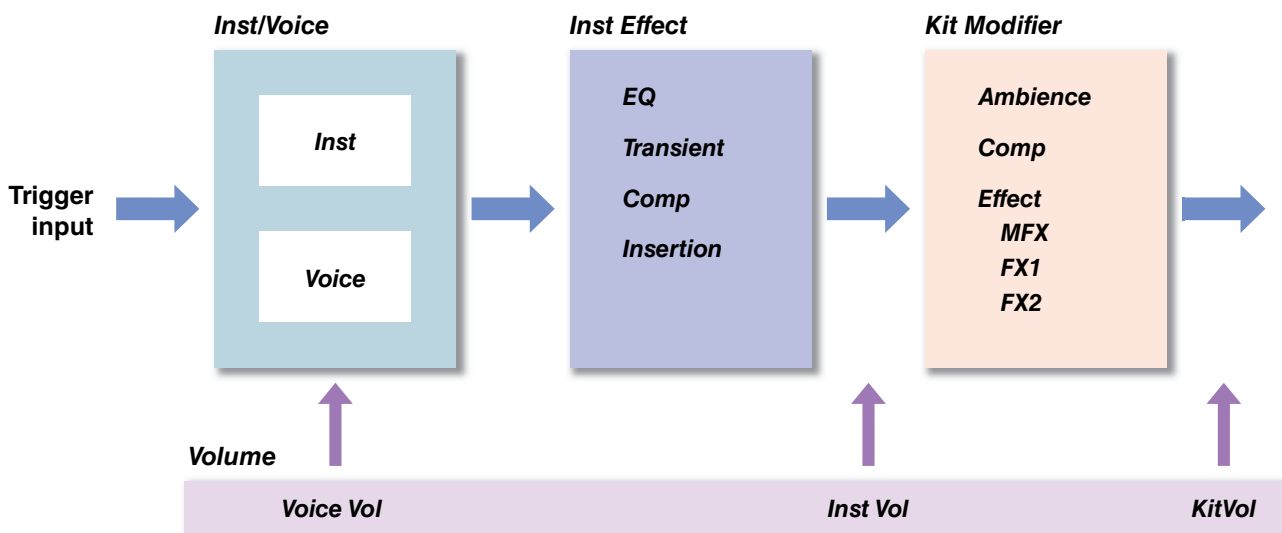 Inst/Voice
Inst Effect
Kit Modifier
Trigger
input
Inst
Voice
EQ
Transient
Comp
Insertion
Ambience
Comp
Effect
MFX
FX1
FX2
Volume
Voice Vol
Inst Vol
KitVol